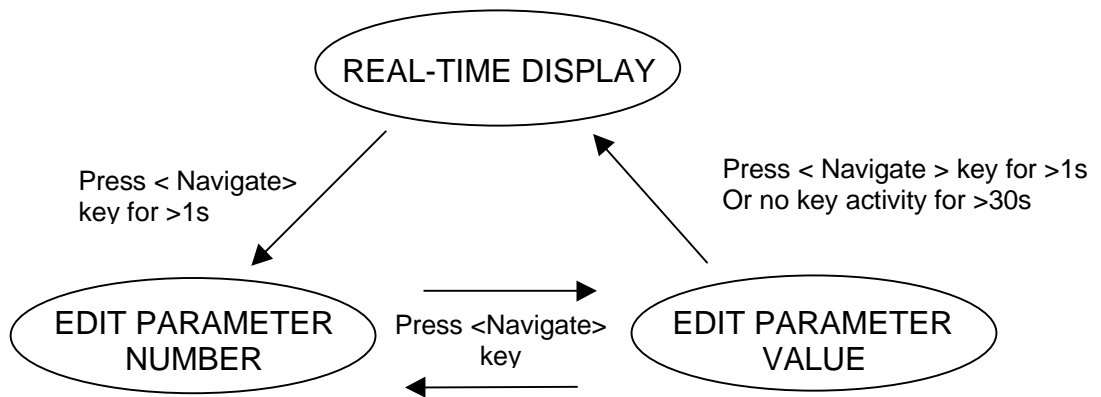 REAL-TIME DISPLAY
Press < Navigate>
key for >1s
Press < Navigate > key for >1s
Or no key activity for >30s
EDIT PARAMETER
NUMBER
Press <Navigate>
key
EDIT PARAMETER
VALUE